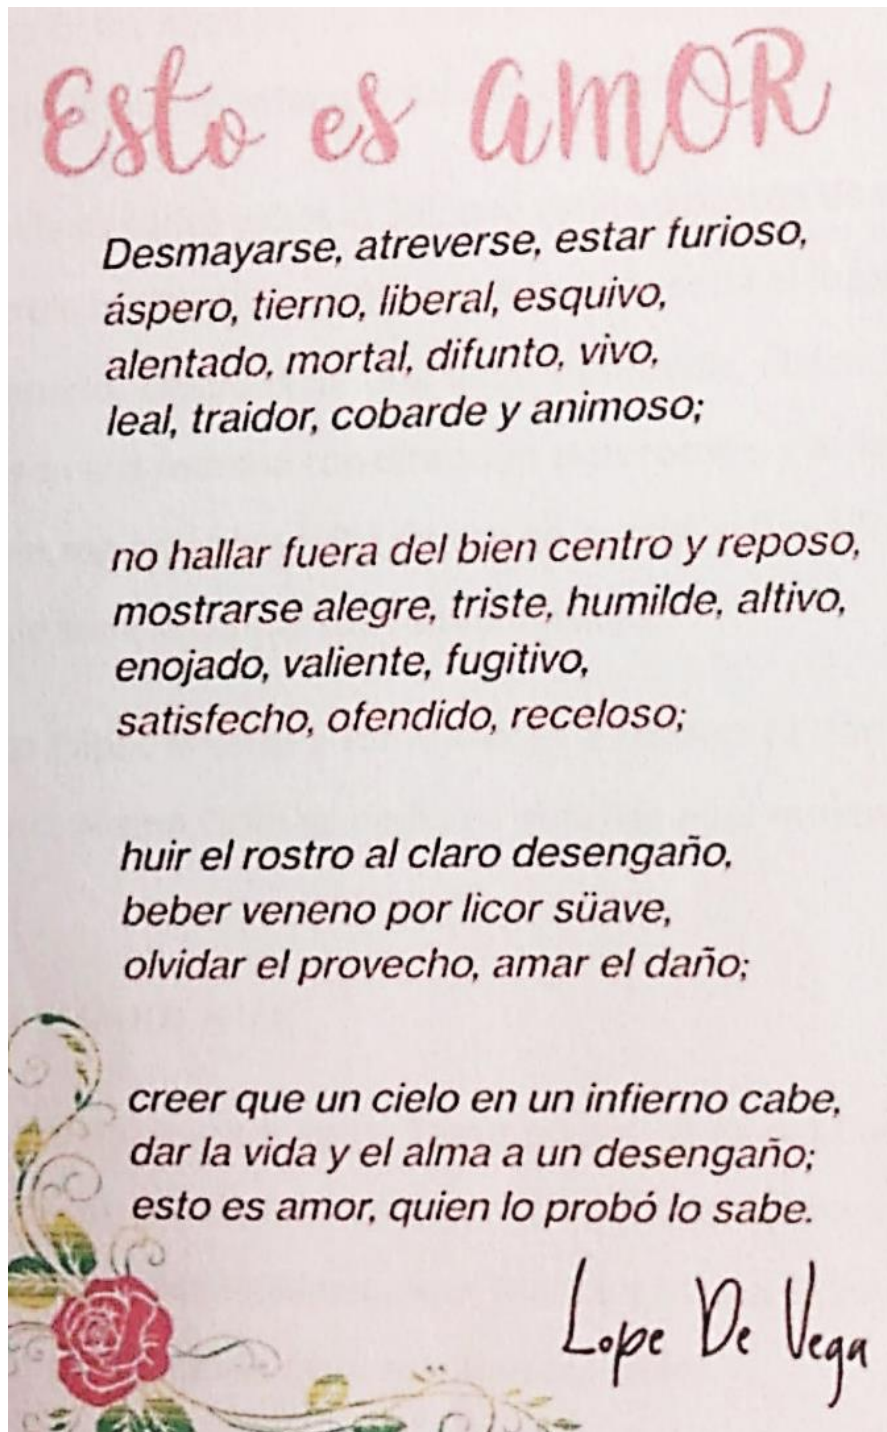 Esto es AMOR
Desmayarse, atreverse, estar furioso,
áspero, tierno, liberal, esquivo,
alentado, mortal, difunto, vivo,
leal, traidor, cobarde y animoso;
no hallar fuera del bien centro y reposo,
mostrarse alegre, triste, humilde, altivo,
enojado, valiente, fugitivo,
satisfecho, ofendido, receloso;
huir el rostro al claro desengaño,
beber veneno por licor süave,
olvidar el provecho, amar el daño;
creer que un cielo en un infierno cabe,
dar la vida y el alma a un desengaño;
esto es amor, quien lo probó lo sabe.
Lope De Vega